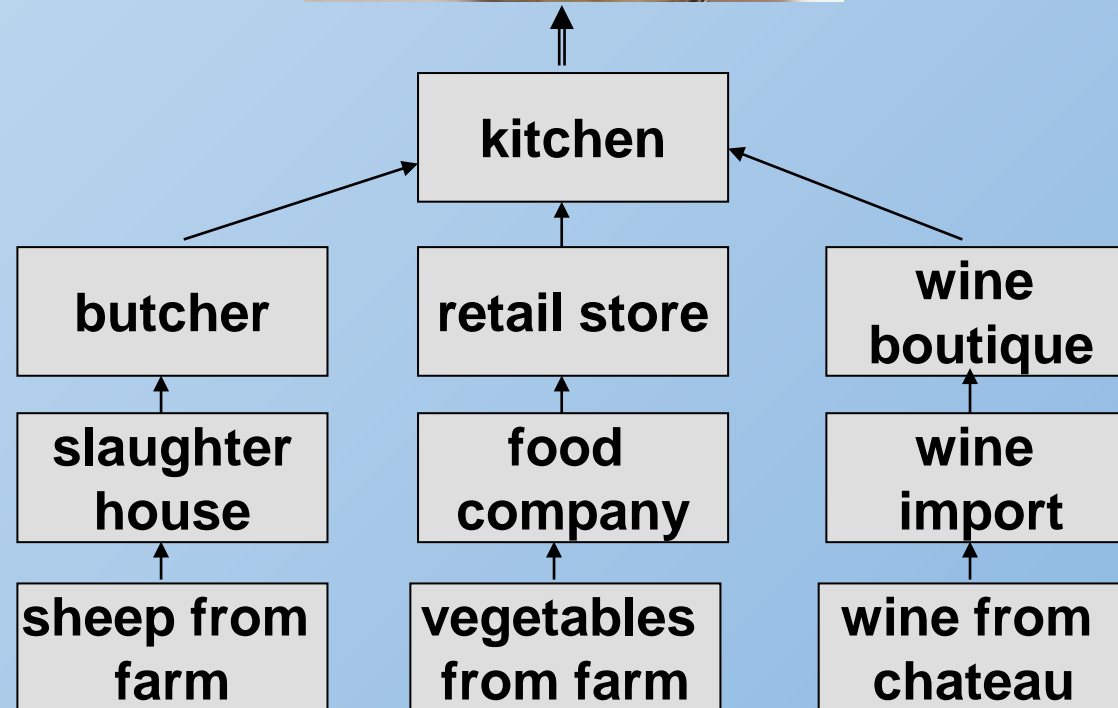 kitchen
butcher
retail store
wine
boutique
slaughter
house
food
company
wine
import
sheep from
farm
vegetables
from farm
wine from
chateau